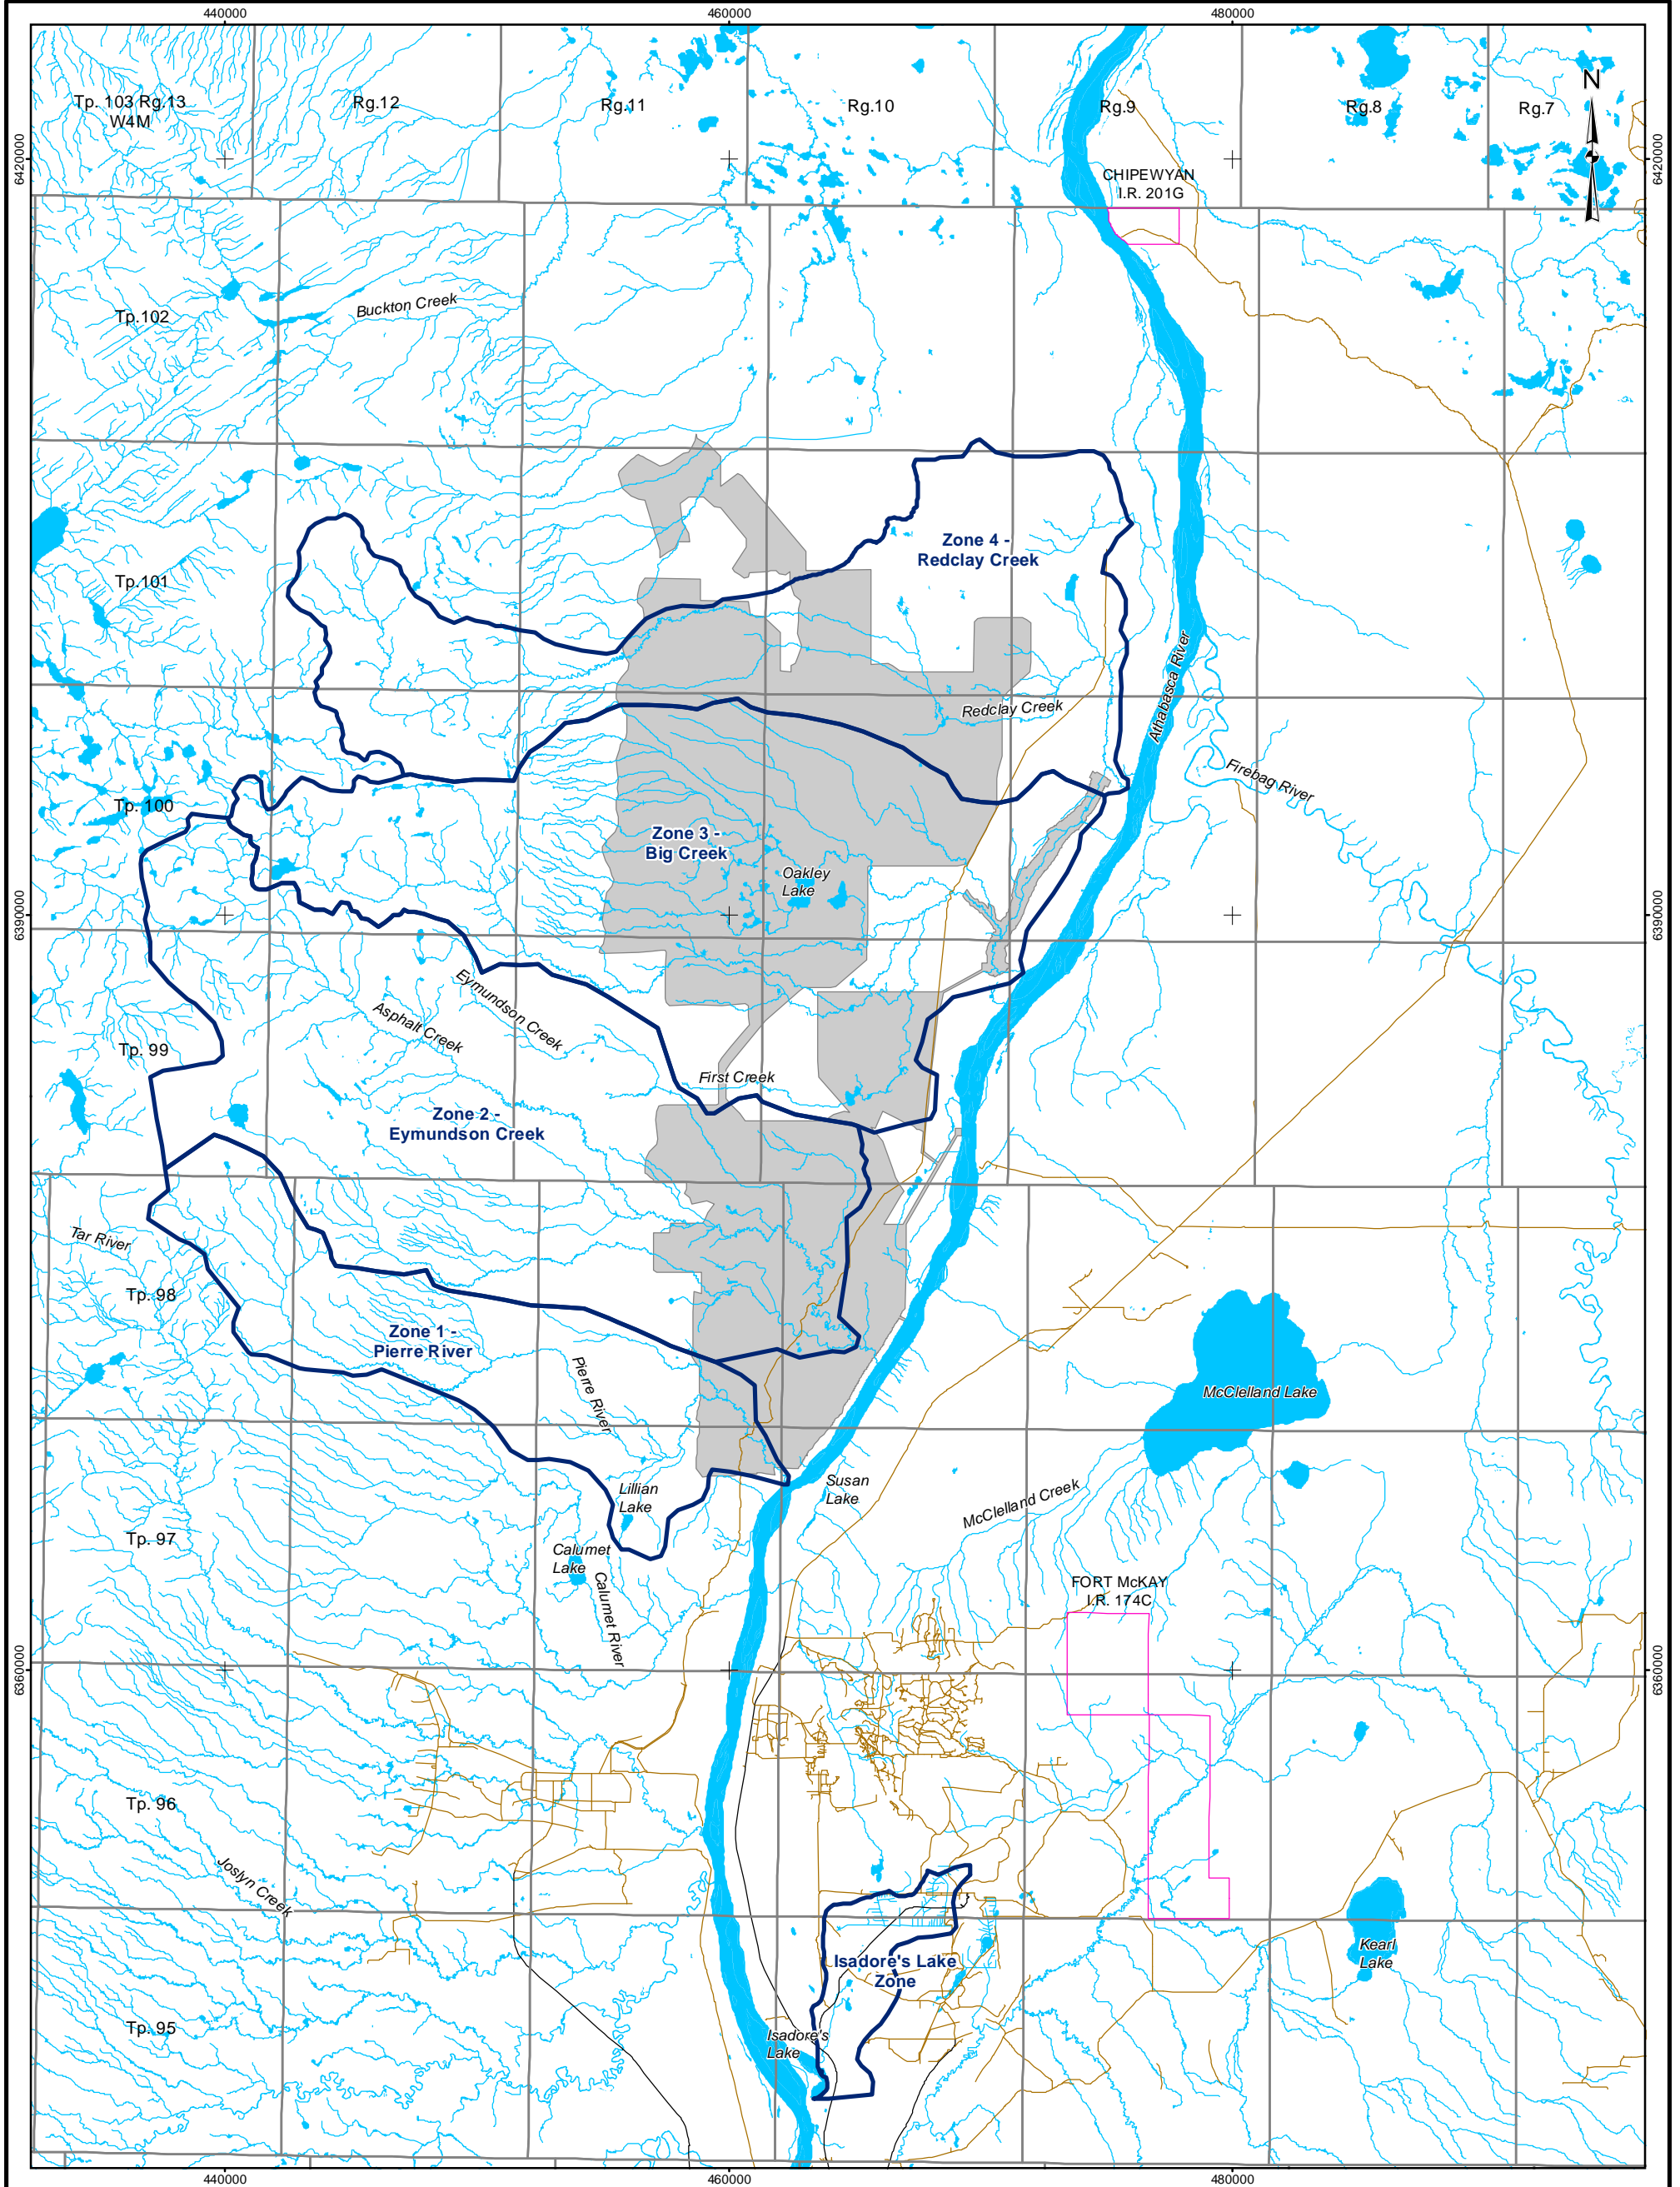 440000
460000
480000
N
Tp. 103 Rg.13
W4M
Rg.12
Rg.11
Rg.10
Rg.9
Rg.8
Rg.7
6420000
6420000
CHIPEWYAN
I.R. 201G
Buckton Creek
Tp.102
Zone 4 -
Redclay Creek
Tp.101
Athabasca River
Redclay Creek
Firebag River
Tp. 100
Zone 3 -
Big Creek
Oakley
Lake
6390000
6390000
Eymundson Creek
Asphalt Creek
Tp. 99
First Creek
Zone 2 -
Eymundson Creek
Tar River
Tp. 98
Zone 1 -
Pierre River
Pierre River
McClelland Lake
Susan
Lake
Lillian
Lake
McClelland Creek
Tp. 97
Calumet
Lake
Calumet River
FORT McKAY
I.R. 174C
6360000
6360000
Tp. 96
Joslyn Creek
Isadore's Lake
Zone
Kearl
Lake
Tp. 95
Isadore's
Lake
440000
460000
480000